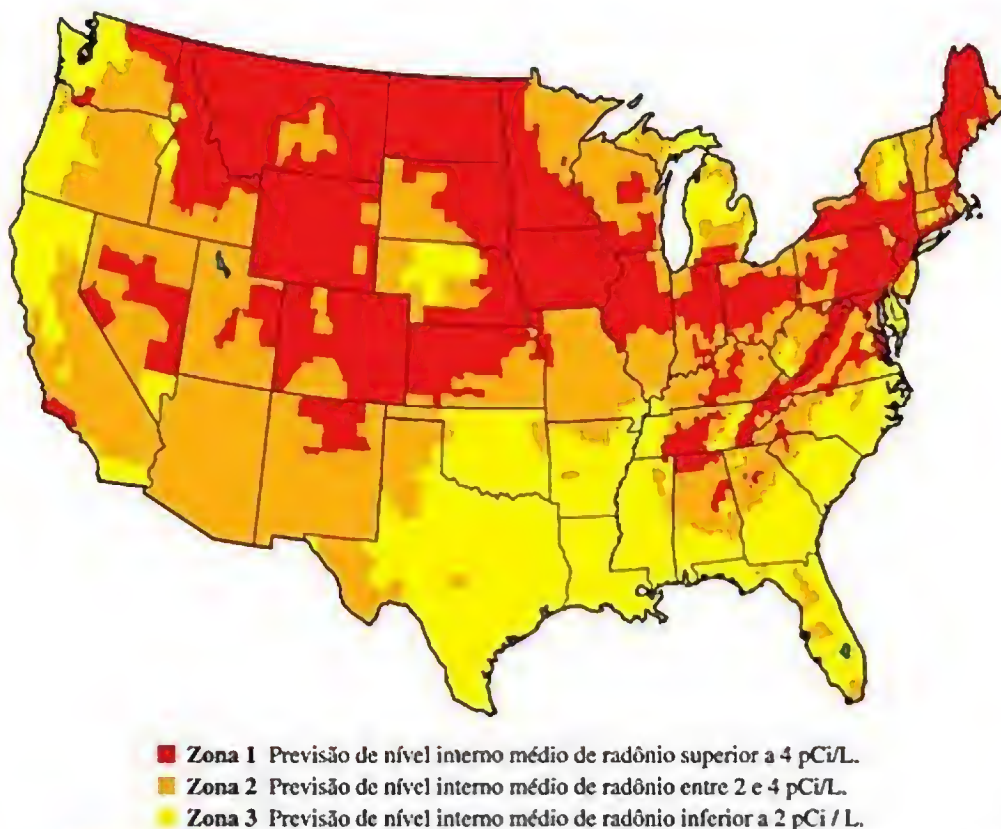 Zona 1 Previsão de nível interno médio de radônio superior a 4 pCi/L.
Zona 2 Previsão de nível interno médio de radônio entre 2 e 4 pCi/L.
Zona 3 Previsão de nível interno médio de radônio inferior a 2 pCi / L.